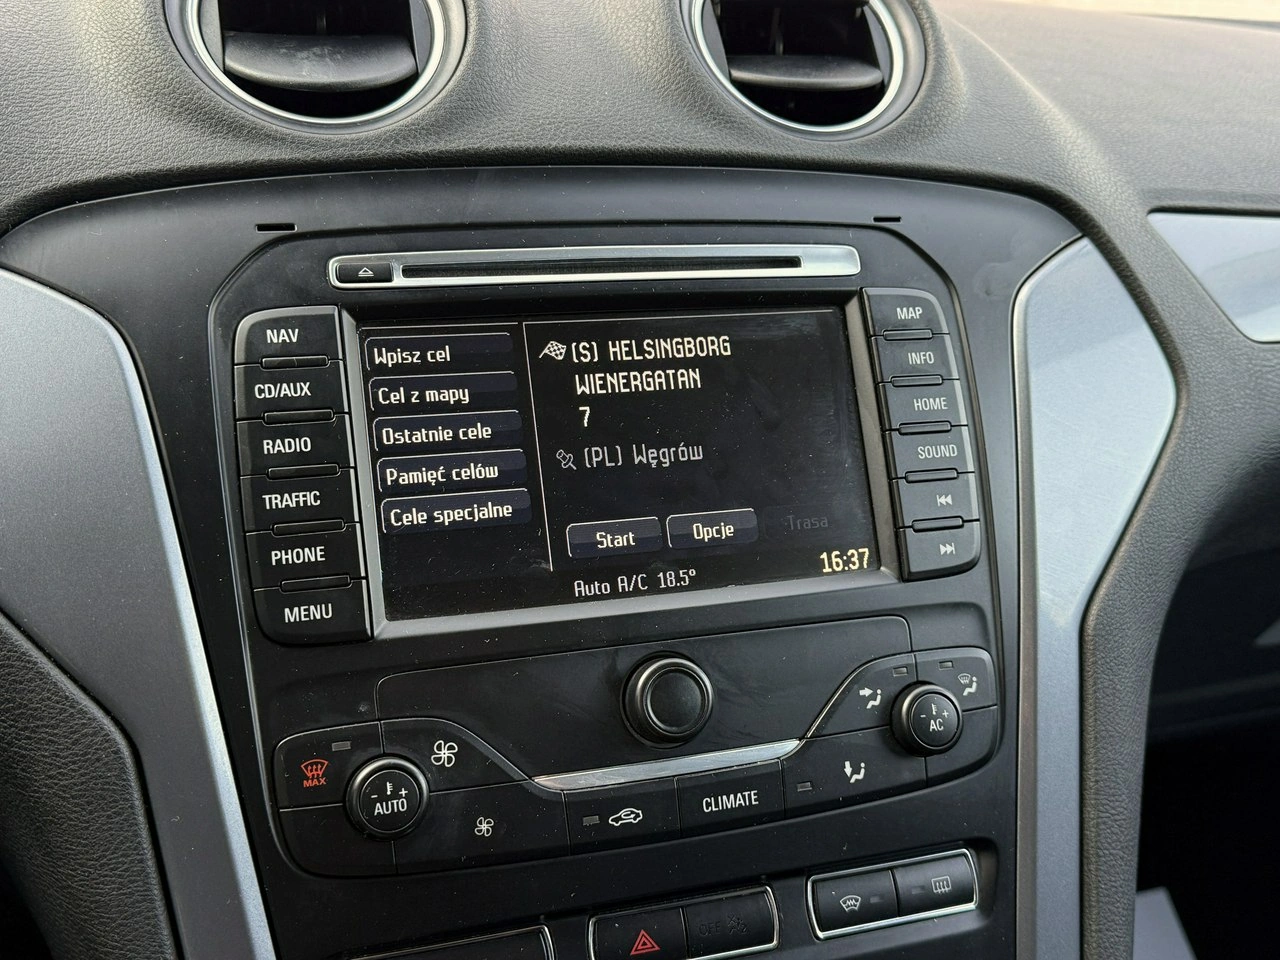 NAV
CD/AUX
RADIO
TRAFFIC
PHONE
MENU
Wpisz cel
Cel z mapy
Ostatnie cele
Pamięć celów
Cele specjalne
(S) HELSINGBORG
WIENERGATAN
7
(PL) Węgrów
Start
Opcje
Trasa
Auto A/C 18.5°
16:37
MAP
INFO
HOME
SOUND
MAX
- +
AUTO
CLIMATE
- +
AC
OFF